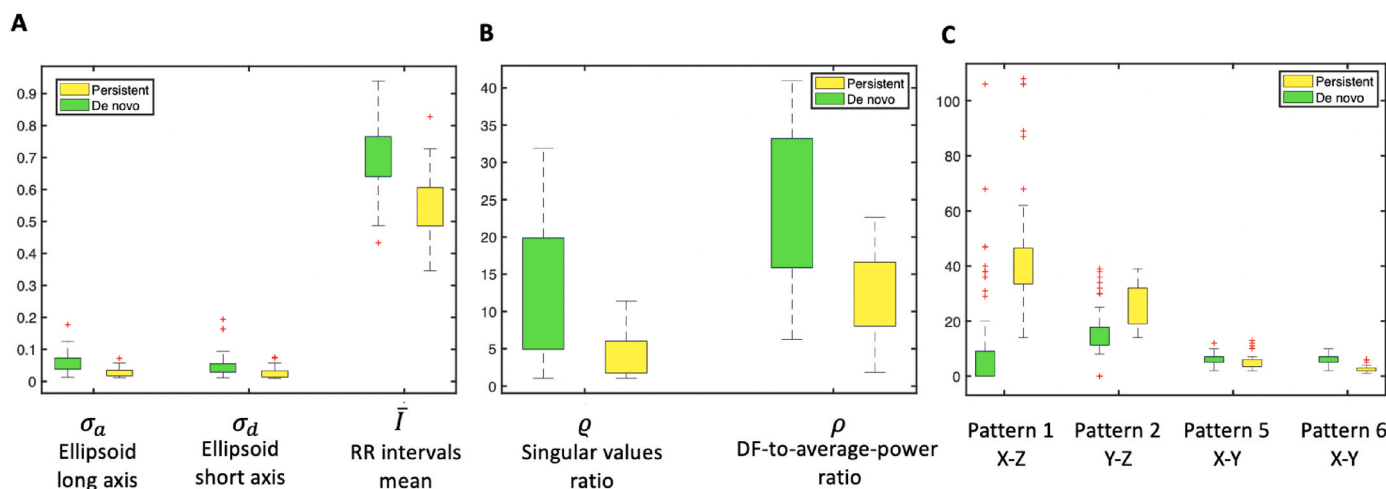 A
Persistent
De novo
0.9
0.8
0.7
0.6
0.5
0.4
0.3
0.2
0.1
0
σa
Ellipsoid
long axis
σd
Ellipsoid
short axis
Ī
RR intervals
mean
B
Persistent
De novo
40
35
30
25
20
15
10
5
0
ϱ
Singular values
ratio
ρ
DF-to-average-power
ratio
C
Persistent
De novo
100
80
60
40
20
0
Pattern 1
X-Z
Pattern 2
Y-Z
Pattern 5
X-Y
Pattern 6
X-Y